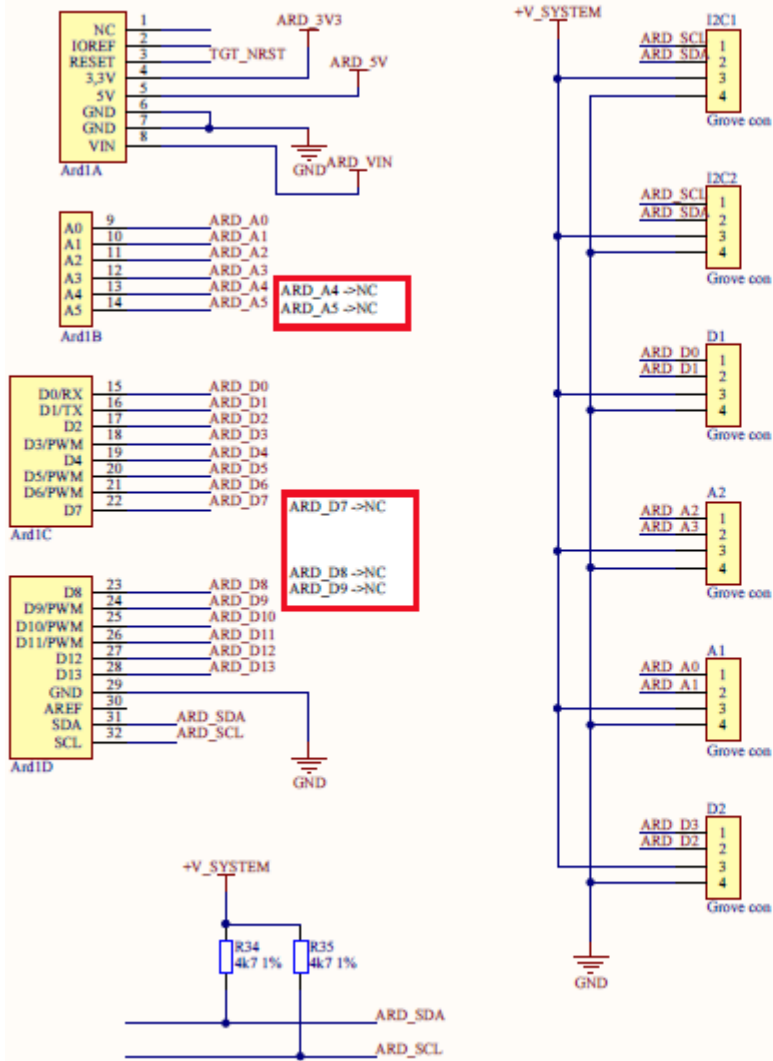 NC 1
IOREF 2
RESET 3 TGT_NRST
3,3V 4 ARD_3V3
5V 5 ARD_5V
GND 6
GND 7
VIN 8
GND
ARD_VIN
Ard1A
A0 9 ARD_A0
A1 10 ARD_A1
A2 11 ARD_A2
A3 12 ARD_A3
A4 13 ARD_A4
A5 14 ARD_A5
Ard1B
ARD_A4 ->NC
ARD_A5 ->NC
D0/RX 15 ARD_D0
D1/TX 16 ARD_D1
D2 17 ARD_D2
D3/PWM 18 ARD_D3
D4 19 ARD_D4
D5/PWM 20 ARD_D5
D6/PWM 21 ARD_D6
D7 22 ARD_D7
Ard1C
ARD_D7 ->NC
ARD_D8 ->NC
ARD_D9 ->NC
D8 23 ARD_D8
D9/PWM 24 ARD_D9
D10/PWM 25 ARD_D10
D11/PWM 26 ARD_D11
D12 27 ARD_D12
D13 28 ARD_D13
GND 29
AREF 30
SDA 31 ARD_SDA
SCL 32 ARD_SCL
Ard1D
GND
+V_SYSTEM
R34
4k7 1%
R35
4k7 1%
ARD_SDA
ARD_SCL
+V_SYSTEM
I2C1
ARD_SCL 1
ARD_SDA 2
3
4
Grove con
I2C2
ARD_SCL 1
ARD_SDA 2
3
4
Grove con
D1
ARD_D0 1
ARD_D1 2
3
4
Grove con
A2
ARD_A2 1
ARD_A3 2
3
4
Grove con
A1
ARD_A0 1
ARD_A1 2
3
4
Grove con
D2
ARD_D3 1
ARD_D2 2
3
4
Grove con
GND